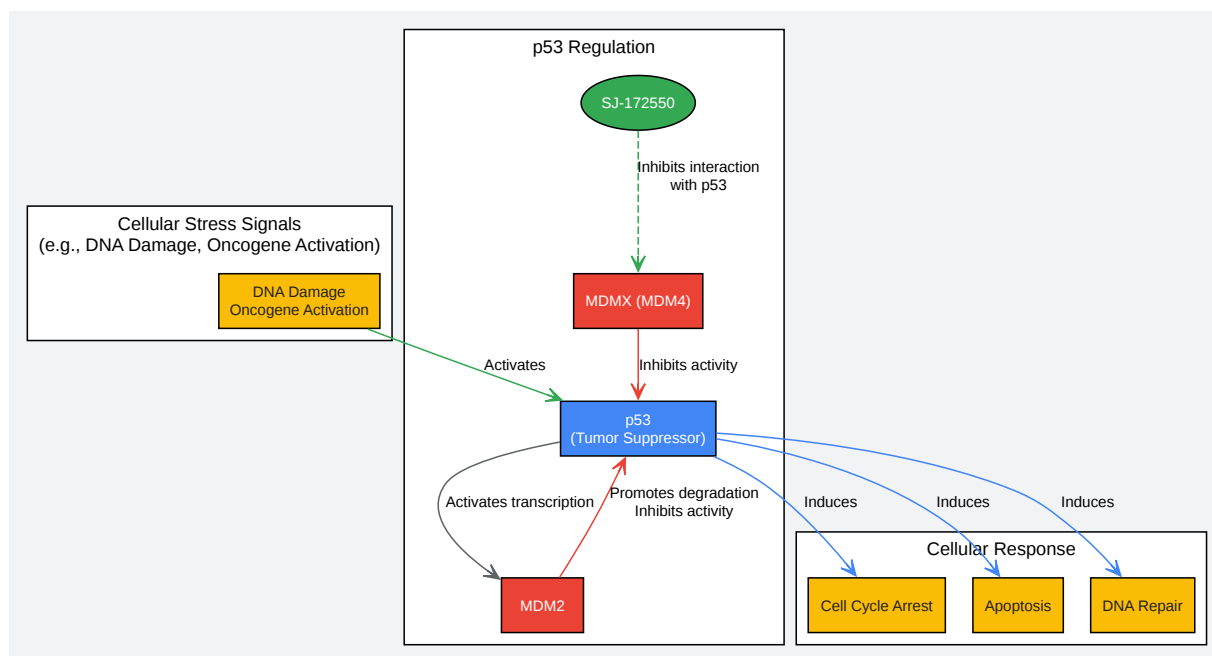 p53 Regulation
SJ-172550
Inhibits interaction
with p53
Cellular Stress Signals
(e.g., DNA Damage, Oncogene Activation)
DNA Damage
Oncogene Activation
MDMX (MDM4)
Activates
Inhibits activity
p53
(Tumor Suppressor)
Activates transcription
Promotes degradation
Inhibits activity
Induces
Induces
Induces
Cellular Response
MDM2
Cell Cycle Arrest
Apoptosis
DNA Repair